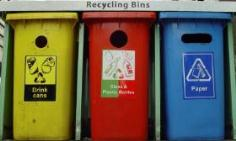 Recycling Bins
Drink
cans
Glass &
Plastic Bottles
Paper